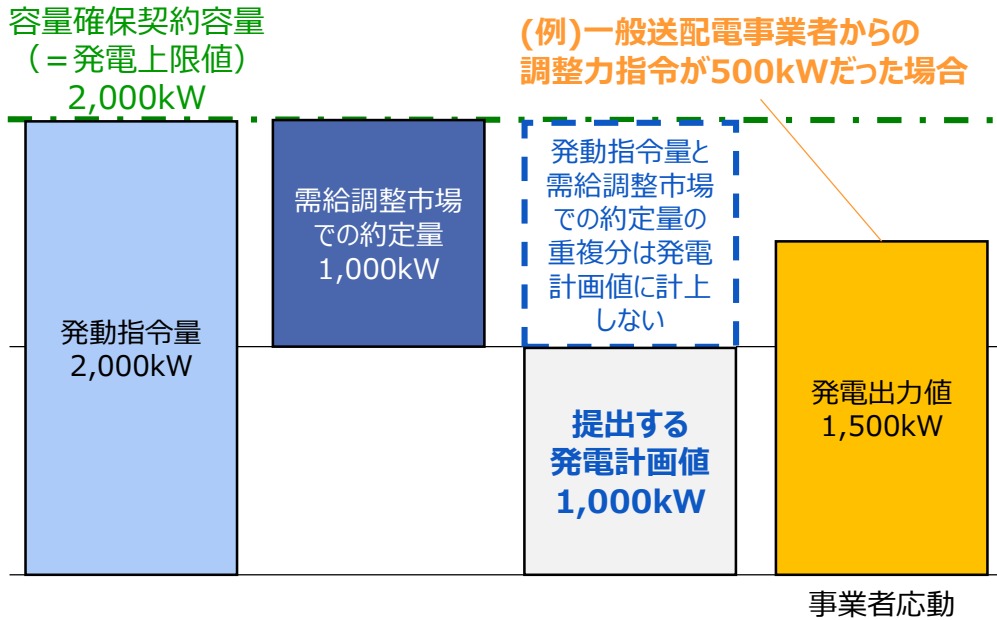 容量確保契約容量
（＝発電上限値）
2,000kW
(例)一般送配電事業者からの
調整力指令が500kWだった場合
発動指令量
2,000kW
需給調整市場
での約定量
1,000kW
発動指令量と
需給調整市場
での約定量の
重複分は発電
計画値に計上
しない
提出する
発電計画値
1,000kW
発電出力値
1,500kW
事業者応動